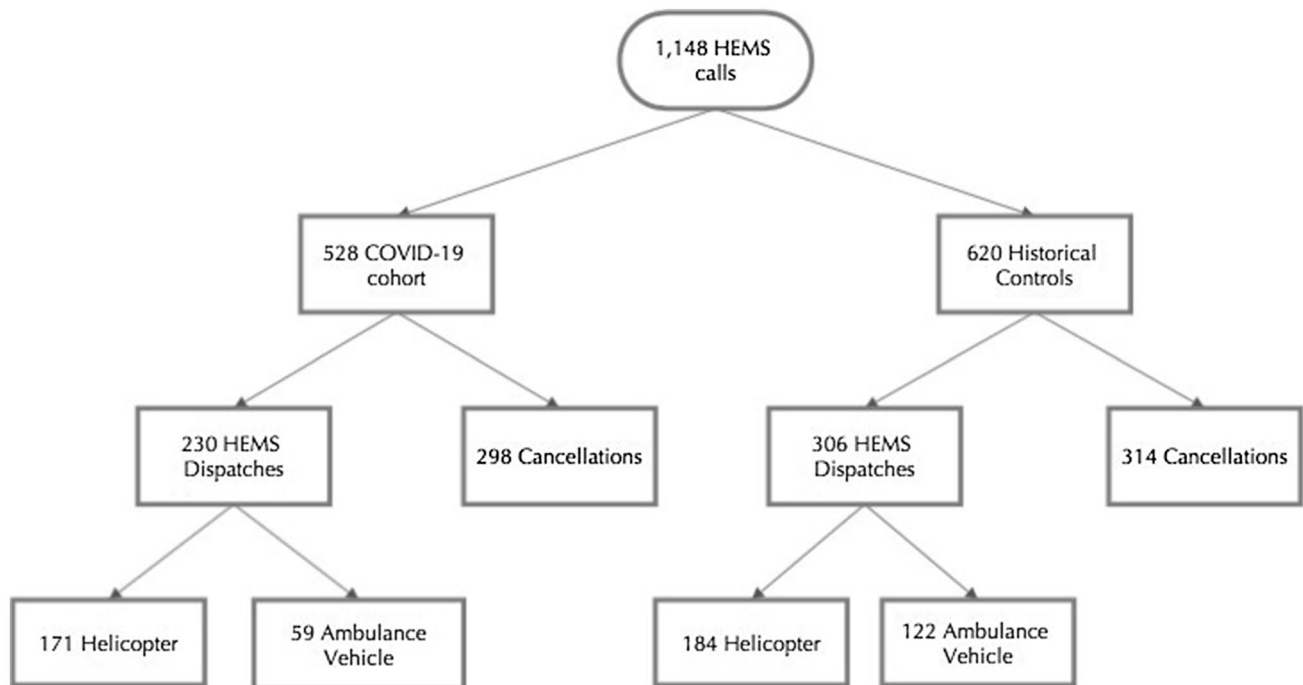 1,148 HEMS
calls
528 COVID-19
cohort
620 Historical
Controls
230 HEMS
Dispatches
298 Cancellations
306 HEMS
Dispatches
314 Cancellations
171 Helicopter
59 Ambulance
Vehicle
184 Helicopter
122 Ambulance
Vehicle